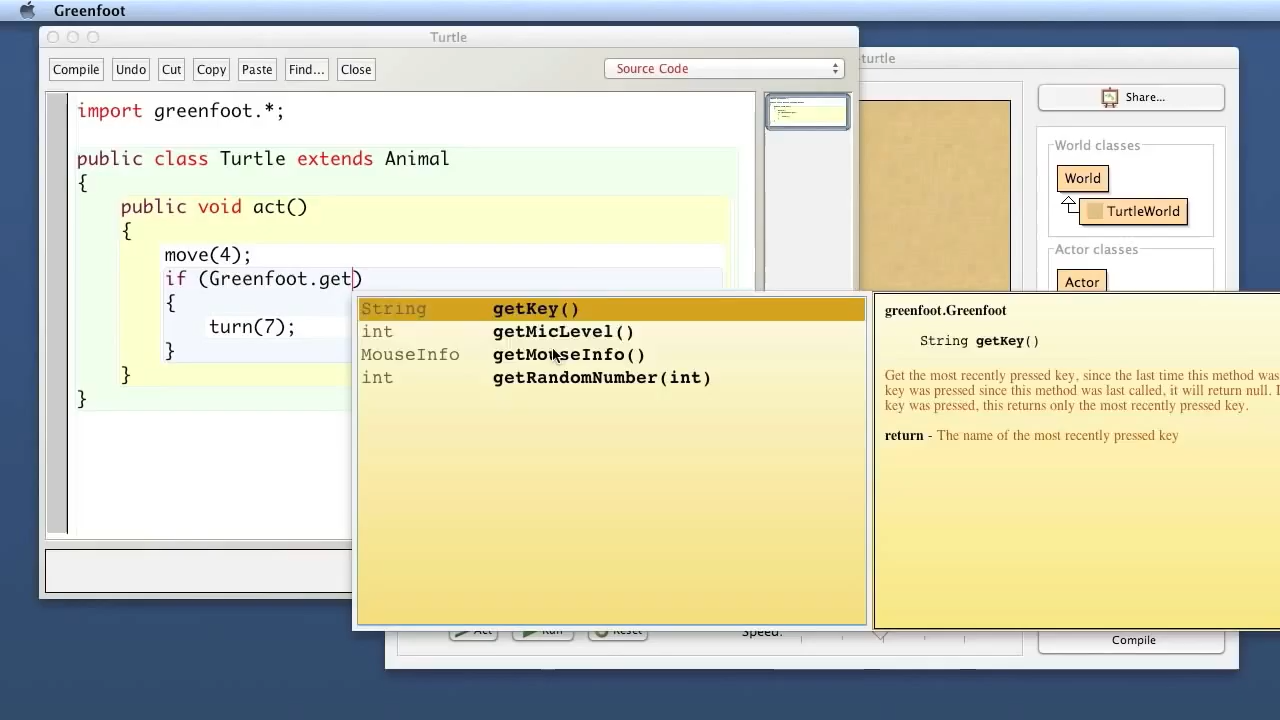 Greenfoot
Turtle
Compile
Undo
Cut
Copy
Paste
Find...
Close
Source Code
import greenfoot.*;
public class Turtle extends Animal
{
public void act()
{
move(4);
if (Greenfoot.get)
{
turn(7);
}
}
}
String getKey()
int getMicLevel()
MouseInfo getMouseInfo()
int getRandomNumber(int)
greenfoot.Greenfoot
String getKey()
Get the most recently pressed key, since the last time this method was
key was pressed since this method was last called, it will return null. I
key was pressed, this returns only the most recently pressed key.
return - The name of the most recently pressed key
turtle
Share...
World classes
World
TurtleWorld
Actor classes
Actor
Act
Run
Reset
Speed:
Compile